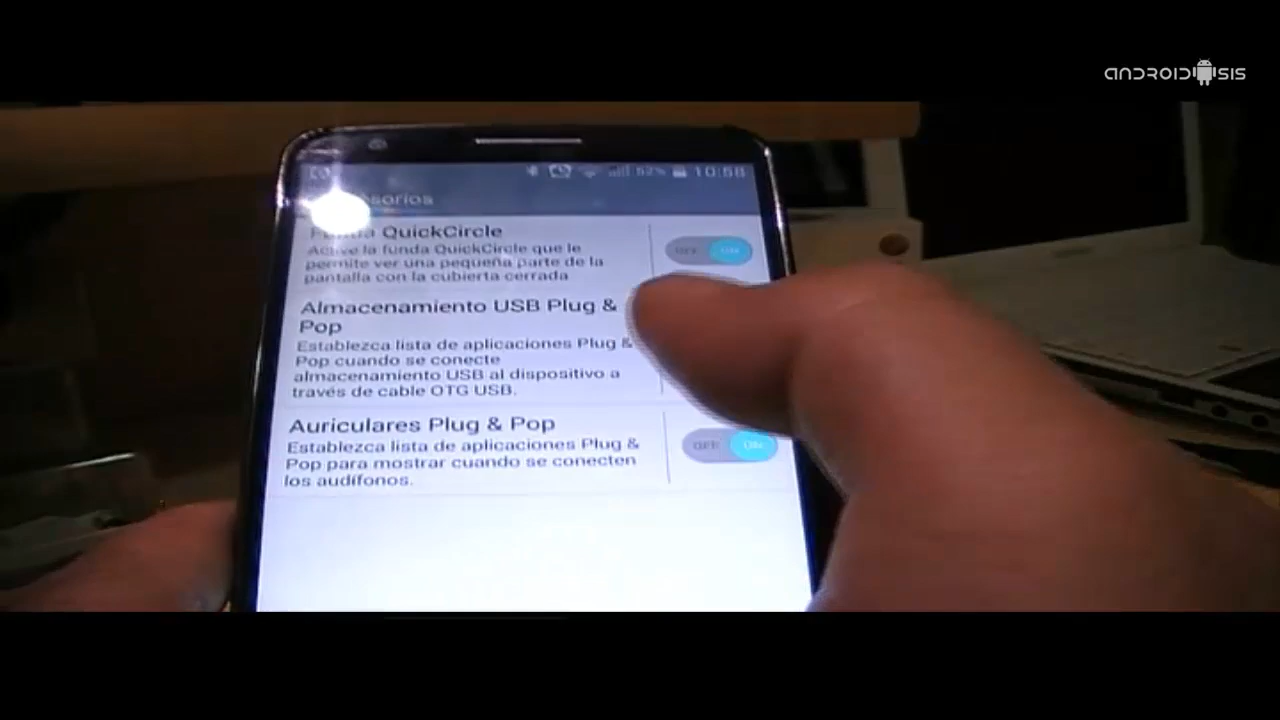 ANDROIDSIS
52% 10:58
Accesorios
Funda QuickCircle
Active la funda QuickCircle que le
permite ver una pequeña parte de la
pantalla con la cubierta cerrada
OFF ON
Almacenamiento USB Plug &
Pop
Establezca lista de aplicaciones Plug &
Pop cuando se conecte
almacenamiento USB al dispositivo a
través de cable OTG USB.
Auriculares Plug & Pop
Establezca lista de aplicaciones Plug &
Pop para mostrar cuando se conecten
los audífonos.
OFF ON